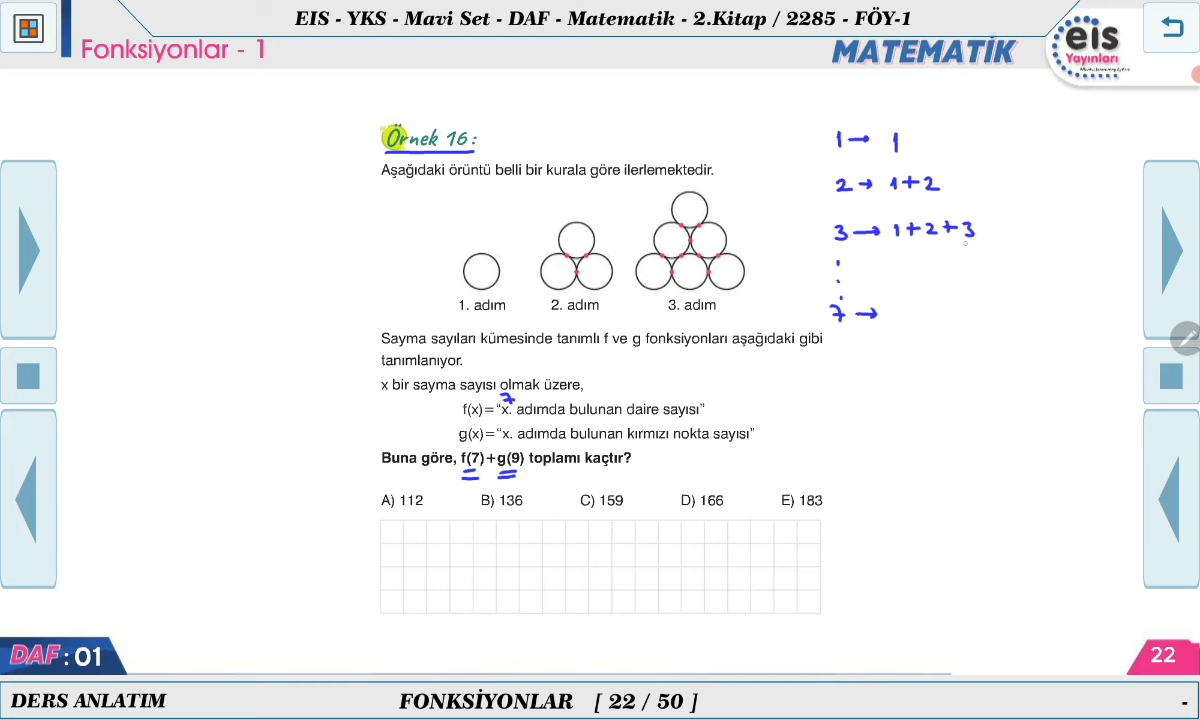 EIS - YKS - Mavi Set - DAF - Matematik - 2.Kitap / 2285 - FÖY-1
Fonksiyonlar - 1
MATEMATİK
eis
Yayınları
Örnek 16:
Aşağıdaki örüntü belli bir kurala göre ilerlemektedir.
1. adım 2. adım 3. adım
Sayma sayıları kümesinde tanımlı f ve g fonksiyonları aşağıdaki gibi
tanımlanıyor.
x bir sayma sayısı olmak üzere,
7
f(x)="x. adımda bulunan daire sayısı"
g(x)="x. adımda bulunan kırmızı nokta sayısı"
Buna göre, f(7)+g(9) toplamı kaçtır?
A) 112 B) 136 C) 159 D) 166 E) 183
1 → 1
2 → 1+2
3 → 1+2+3
⋮
7 →
DAF : 01
22
DERS ANLATIM FONKSİYONLAR [ 22 / 50 ] -